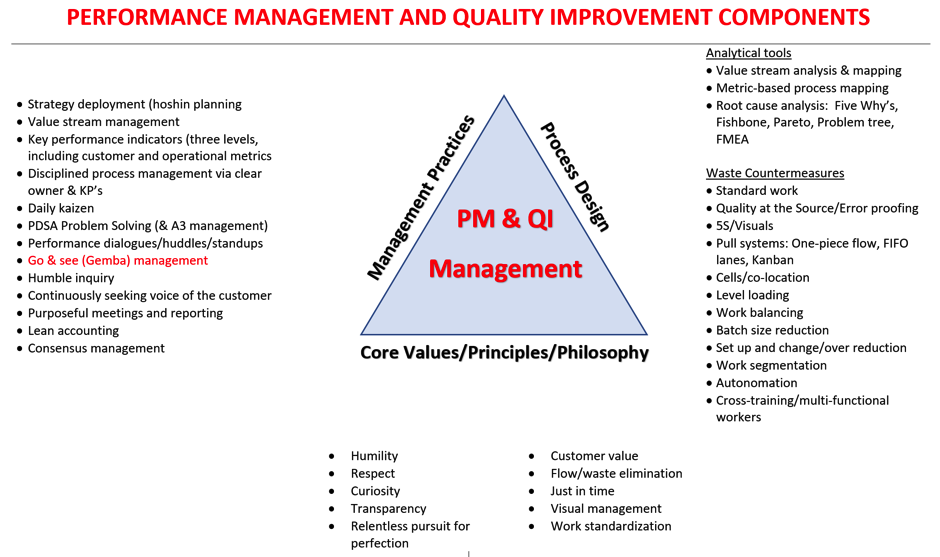 PERFORMANCE MANAGEMENT AND QUALITY IMPROVEMENT COMPONENTS
• Strategy deployment (hoshin planning
• Value stream management
• Key performance indicators (three levels,
including customer and operational metrics
• Disciplined process management via clear
owner & KP’s
• Daily kaizen
• PDSA Problem Solving (& A3 management)
• Performance dialogues/huddles/standups
• Go & see (Gemba) management
• Humble inquiry
• Continuously seeking voice of the customer
• Purposeful meetings and reporting
• Lean accounting
• Consensus management
Management Practices
Process Design
PM & QI
Management
Core Values/Principles/Philosophy
Analytical tools
• Value stream analysis & mapping
• Metric-based process mapping
• Root cause analysis: Five Why’s,
Fishbone, Pareto, Problem tree,
FMEA
Waste Countermeasures
• Standard work
• Quality at the Source/Error proofing
• 5S/Visuals
• Pull systems: One-piece flow, FIFO
lanes, Kanban
• Cells/co-location
• Level loading
• Work balancing
• Batch size reduction
• Set up and change/over reduction
• Work segmentation
• Autonomation
• Cross-training/multi-functional
workers
• Humility
• Respect
• Curiosity
• Transparency
• Relentless pursuit for
perfection
• Customer value
• Flow/waste elimination
• Just in time
• Visual management
• Work standardization